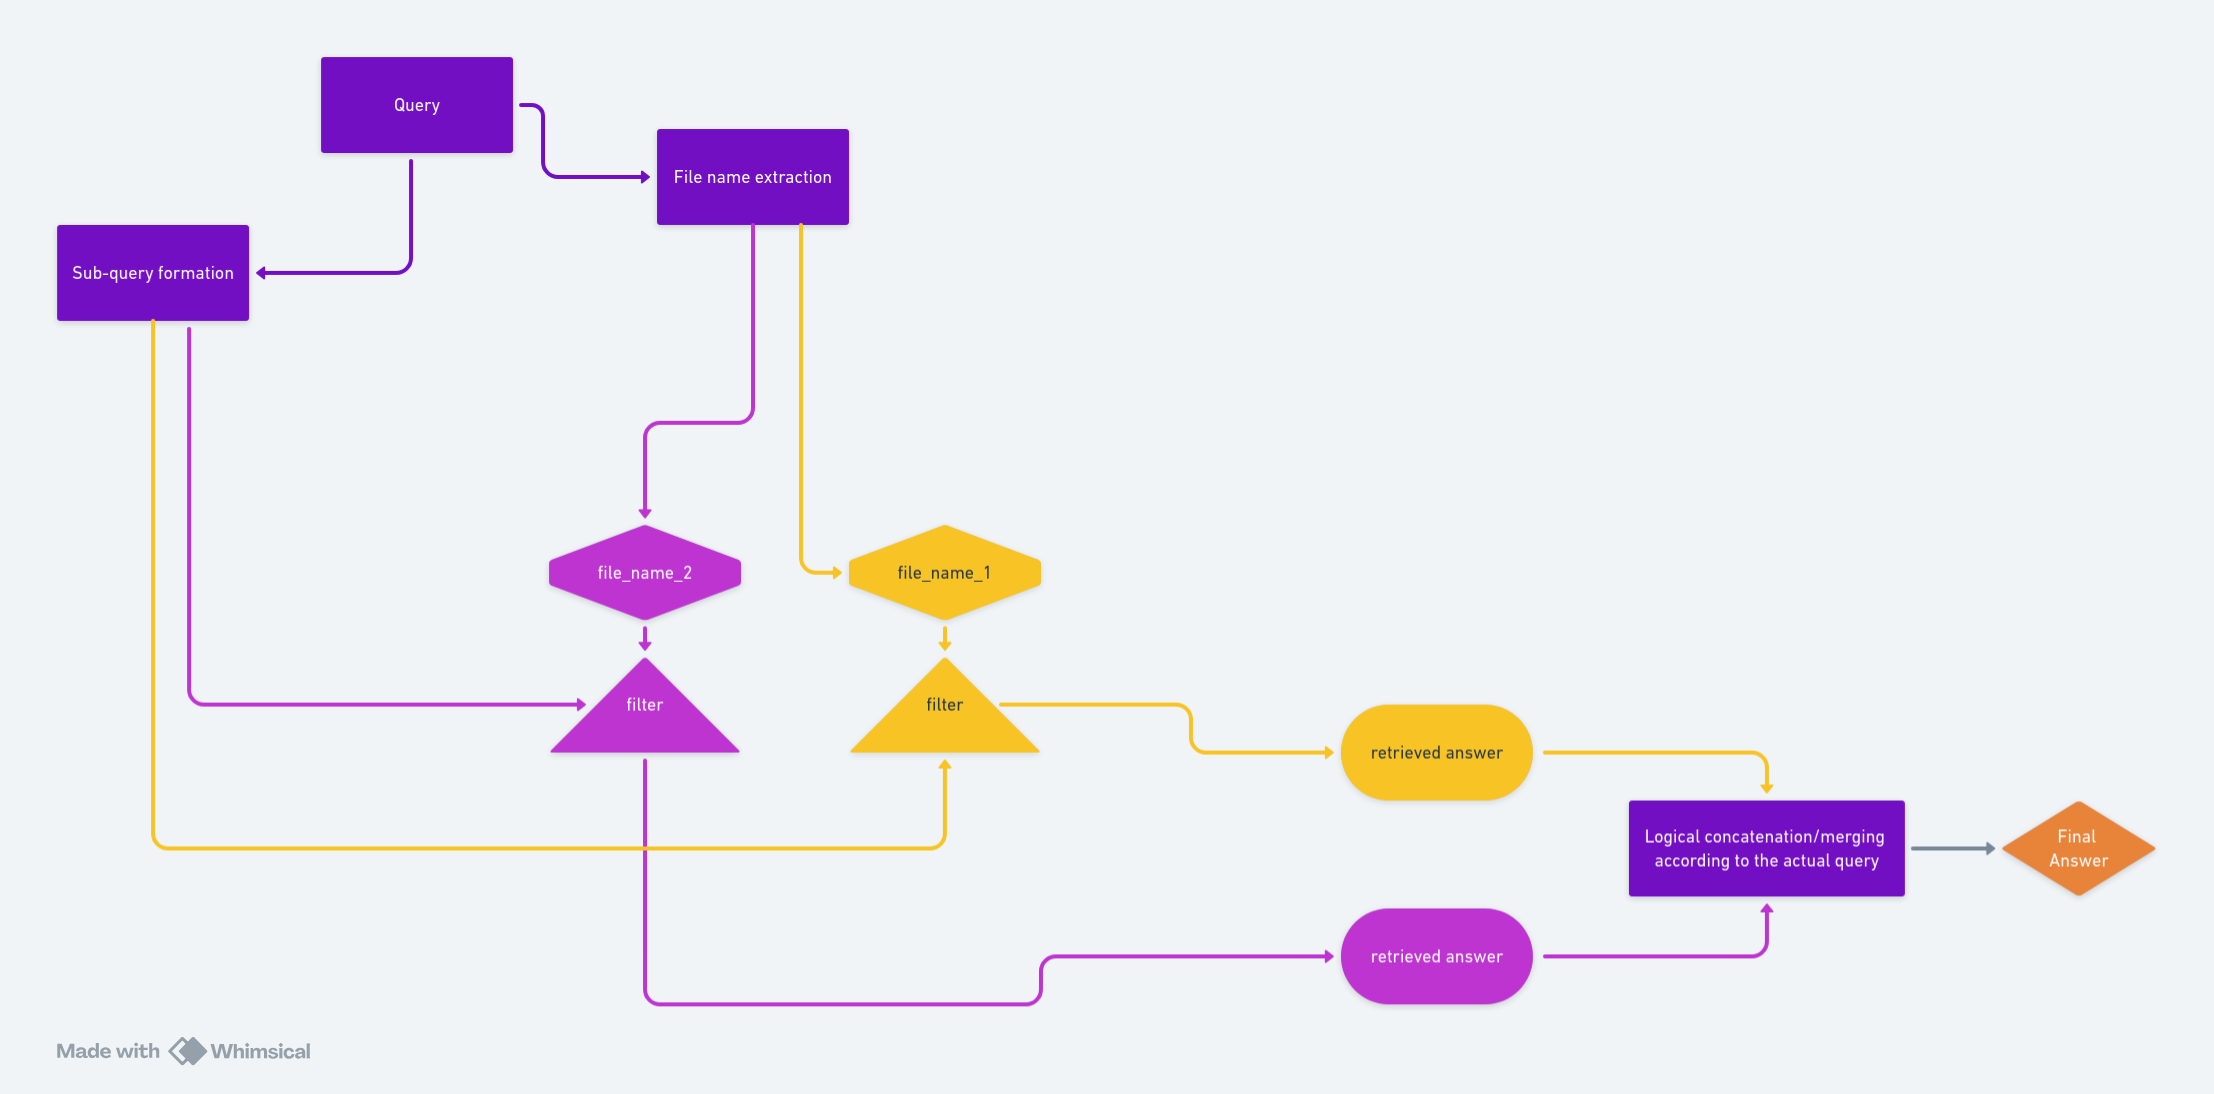 Query
File name extraction
Sub-query formation
file_name_2
file_name_1
filter
filter
retrieved answer
Logical concatenation/merging
according to the actual query
Final
Answer
retrieved answer
Made with Whimsical